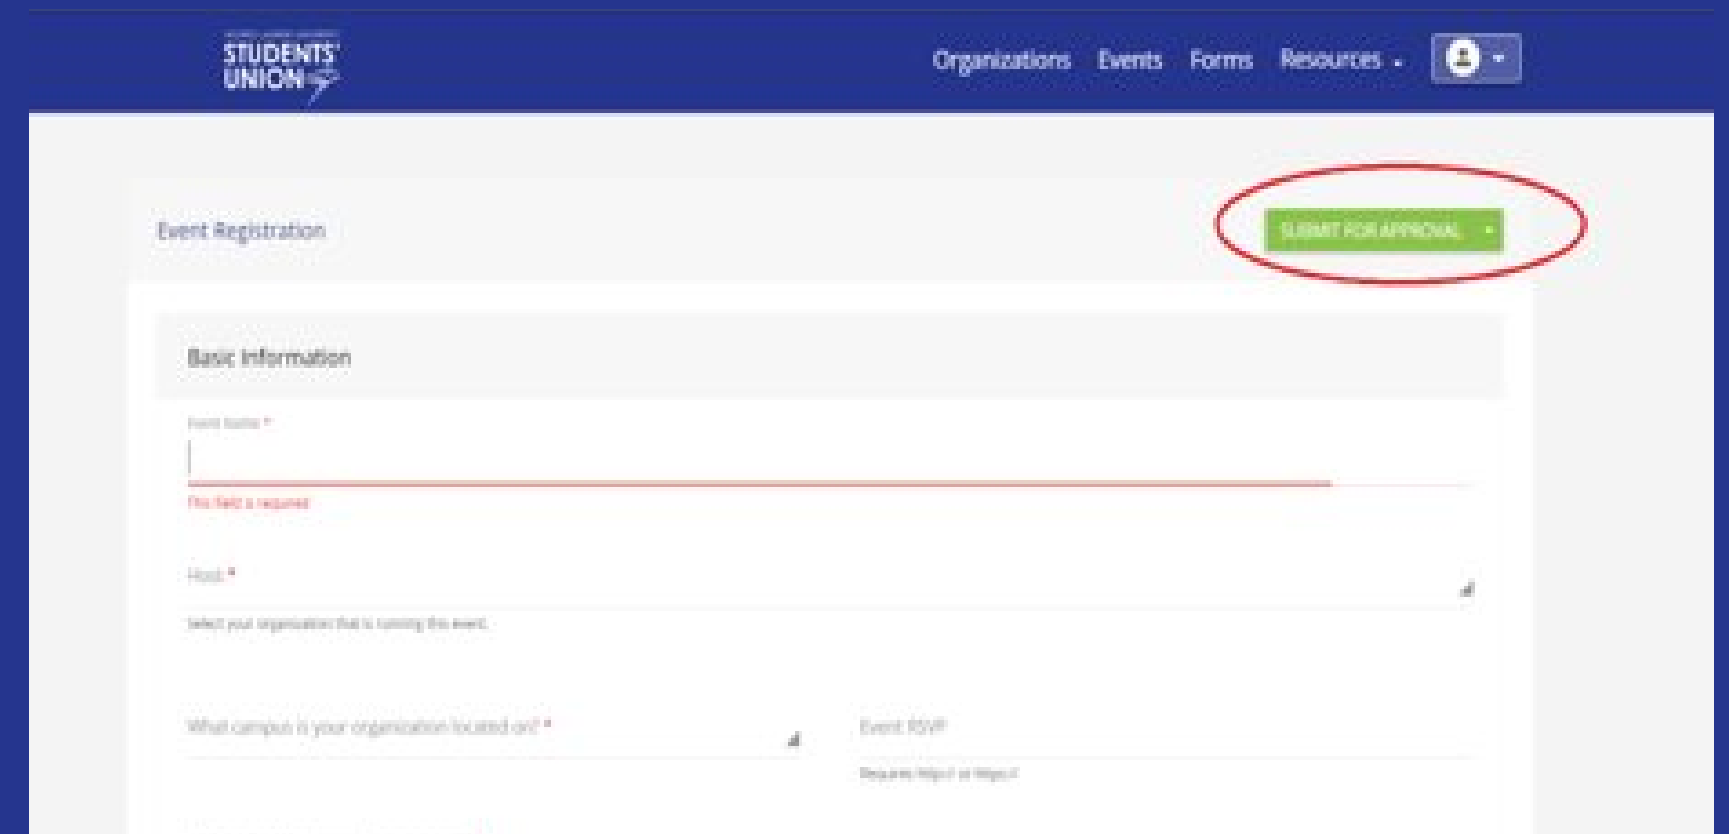 STUDENTS'
UNION
Organizations Events Forms Resources
Event Registration
SUBMIT FOR APPROVAL
Basic Information
Event Name *
This field is required
Host *
Select your organization that is running this event.
What campus is your organization located on? *
Event RSVP
Requires http:// or https://